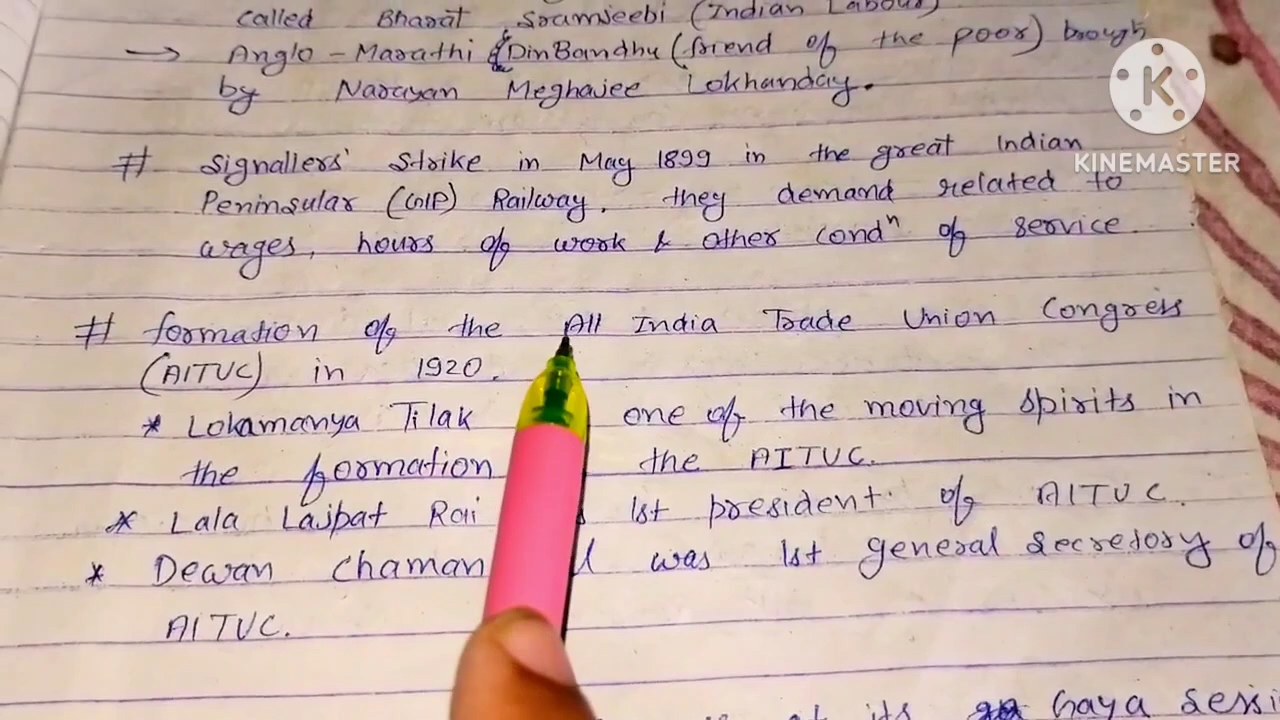 called Bharat Sramjeebi (Indian Labour)
→ Anglo - Marathi DinBandhu (friend of the poor) brough
by Narayan Meghajee Lokhanday.
K
KINEMASTER
# Signallers' Strike in May 1899 in the great Indian
Peninsular (GIP) Railway. they demand related to
wages, hours of work & other condⁿ of service
# formation of the All India Trade Union Congress
(AITUC) in 1920.
* Lokamanya Tilak one of the moving spirits in
the formation the AITUC.
* Lala Lajpat Rai 1st president of AITUC.
* Dewan Chaman was 1st general secretory of
AITUC.
at its gaya sessi